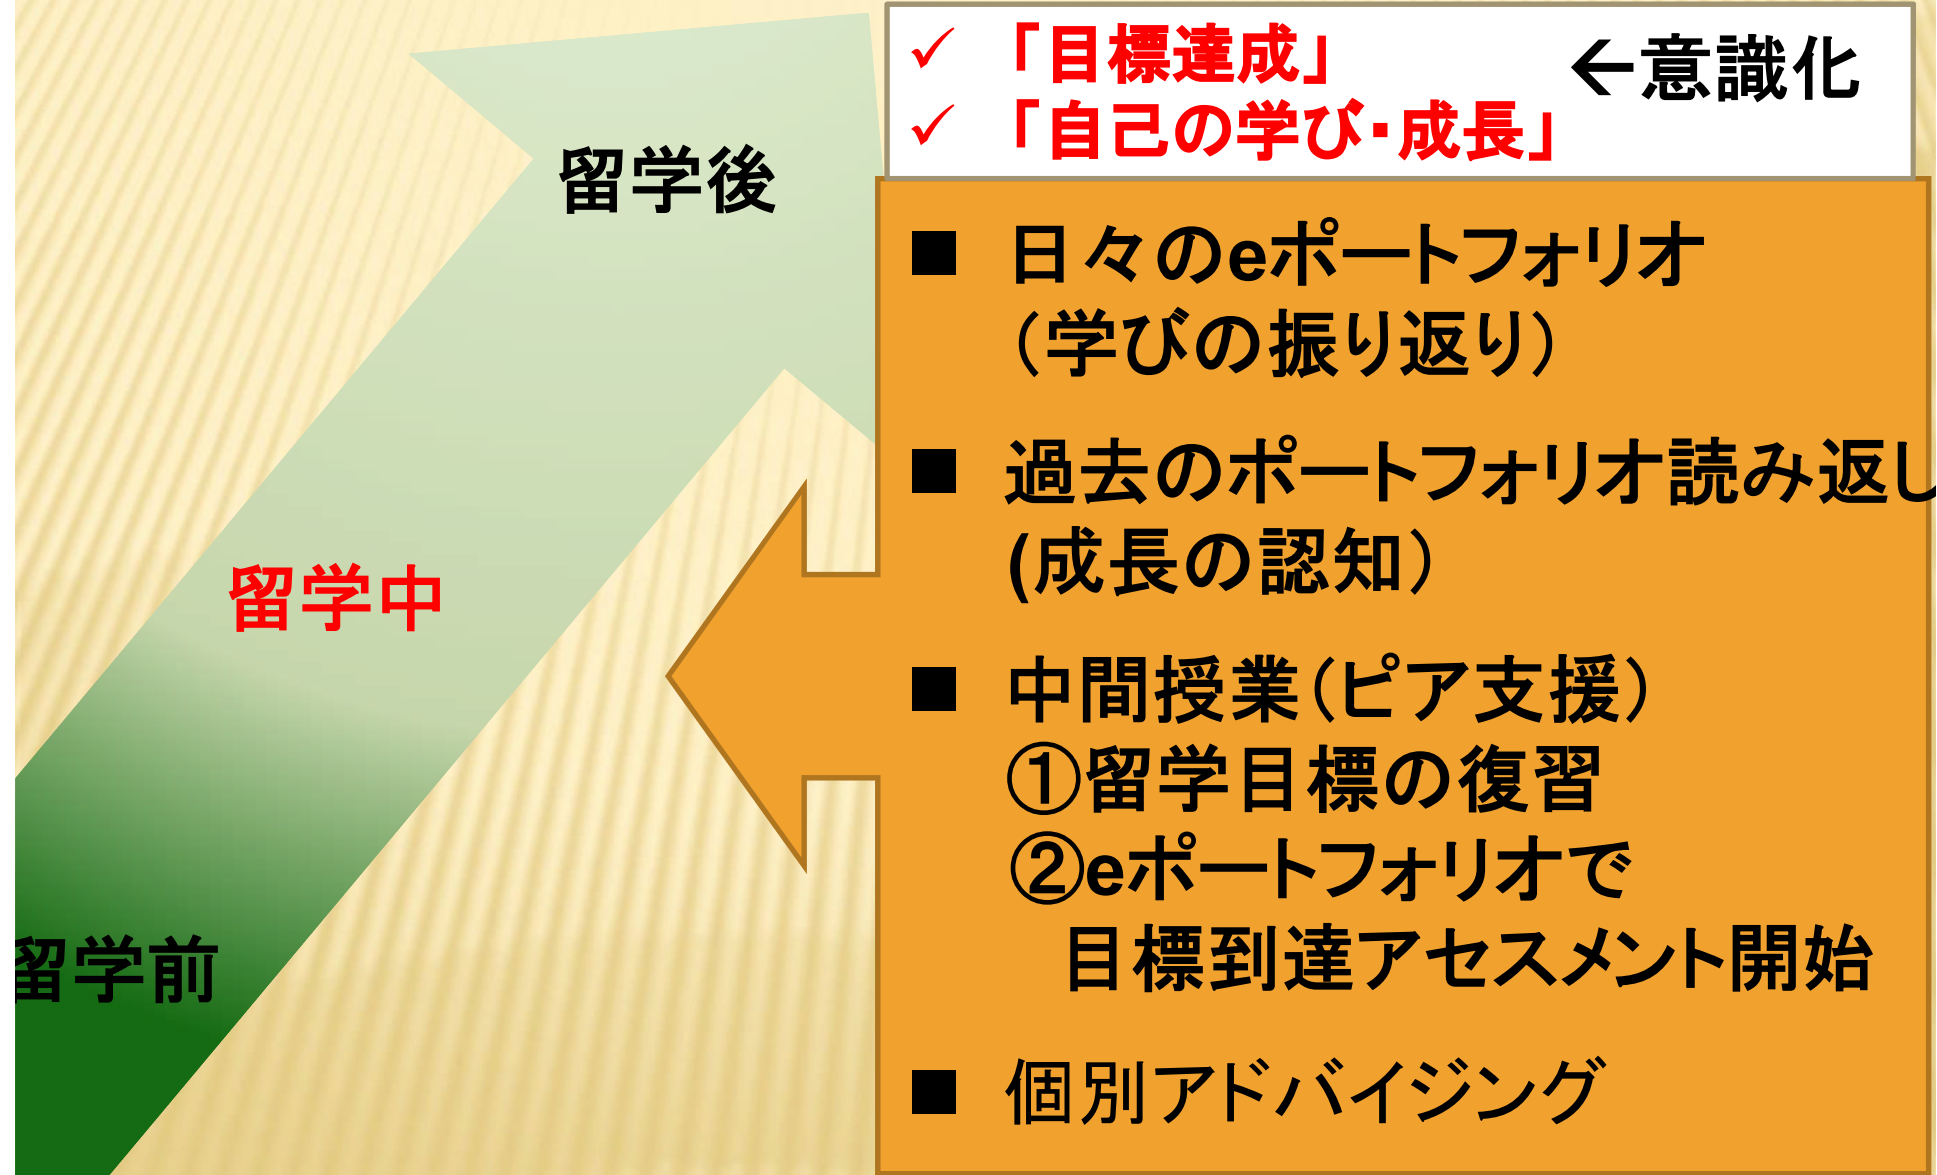 ✓ 「目標達成」 ←意識化
✓ 「自己の学び・成長」
留学後
■ 日々のeポートフォリオ
（学びの振り返り）
■ 過去のポートフォリオ読み返し
(成長の認知）
留学中
■ 中間授業（ピア支援）
①留学目標の復習
②eポートフォリオで
目標到達アセスメント開始
留学前
■ 個別アドバイジング